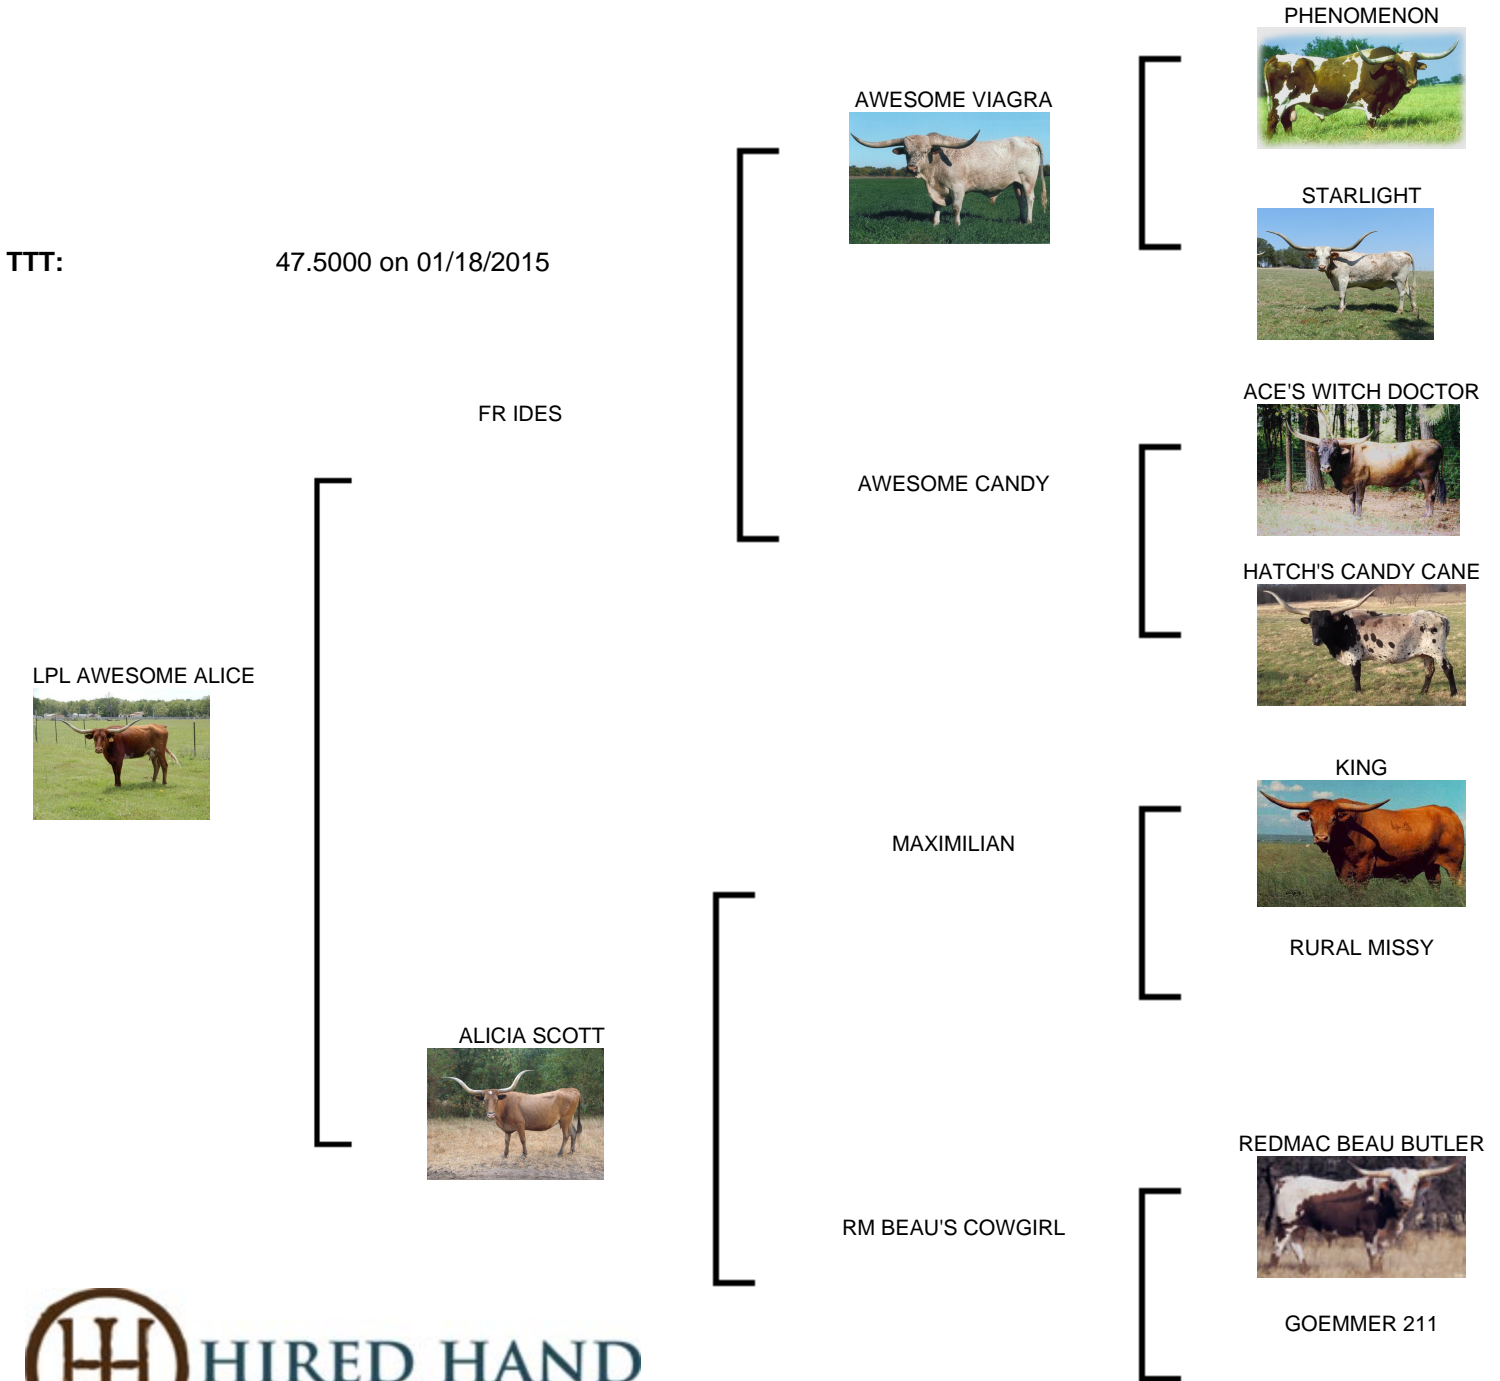 PHENOMENON
AWESOME VIAGRA
STARLIGHT
TTT: 47.5000 on 01/18/2015
ACE'S WITCH DOCTOR
FR IDES
AWESOME CANDY
HATCH'S CANDY CANE
LPL AWESOME ALICE
KING
MAXIMILIAN
RURAL MISSY
ALICIA SCOTT
REDMAC BEAU BUTLER
RM BEAU'S COWGIRL
GOEMMER 211
HIRED HAND